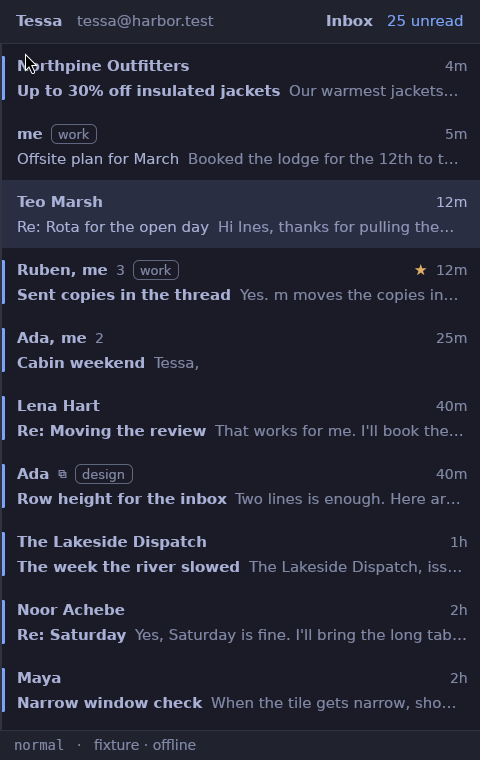 Tessa tessa@harbor.test Inbox 25 unread
Northpine Outfitters 4m
Up to 30% off insulated jackets Our warmest jackets…
me work 5m
Offsite plan for March Booked the lodge for the 12th to t…
Teo Marsh 12m
Re: Rota for the open day Hi Ines, thanks for pulling the…
Ruben, me 3 work ★ 12m
Sent copies in the thread Yes. m moves the copies in…
Ada, me 2 25m
Cabin weekend Tessa,
Lena Hart 40m
Re: Moving the review That works for me. I'll book the…
Ada design 40m
Row height for the inbox Two lines is enough. Here ar…
The Lakeside Dispatch 1h
The week the river slowed The Lakeside Dispatch, iss…
Noor Achebe 2h
Re: Saturday Yes, Saturday is fine. I'll bring the long tab…
Maya 2h
Narrow window check When the tile gets narrow, sho…
normal · fixture · offline